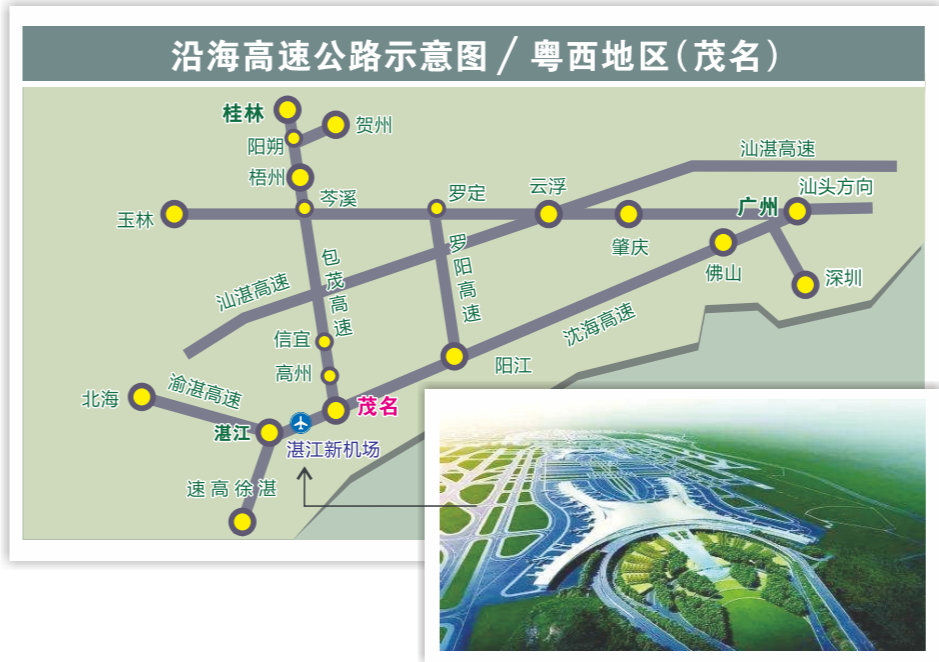 沿海高速公路示意图 / 粤西地区(茂名)
桂林
贺州
阳朔
汕湛高速
梧州
岑溪
罗定
云浮
汕头方向
玉林
广州
肇庆
罗阳高速
包茂高速
佛山
深圳
汕湛高速
沈海高速
信宜
阳江
高州
渝湛高速
北海
茂名
湛江
湛江新机场
速高徐湛